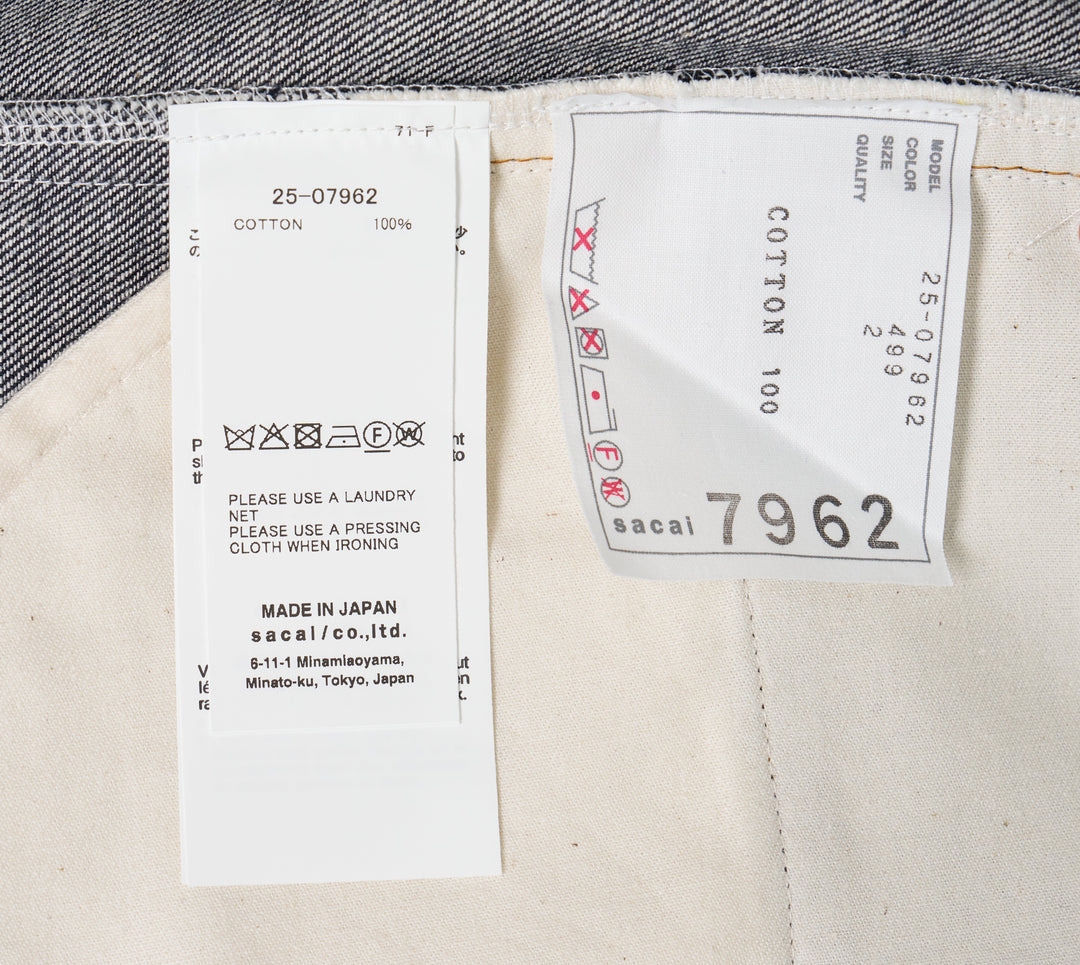 71-F
25-07962
COTTON 100%
PLEASE USE A LAUNDRY
NET
PLEASE USE A PRESSING
CLOTH WHEN IRONING
MADE IN JAPAN
sacai/co.,ltd.
6-11-1 Minamiaoyama,
Minato-ku, Tokyo, Japan
MODEL 25-07962
COLOR 499
SIZE 2
QUALITY
COTTON 100
sacai 7962